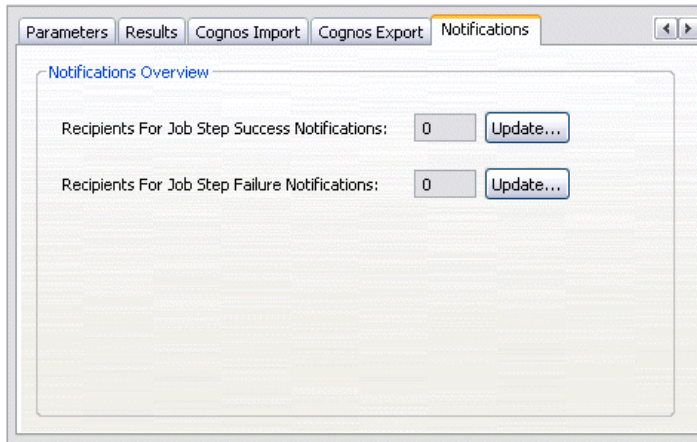 Parameters Results Cognos Import Cognos Export Notifications
Notifications Overview
Recipients For Job Step Success Notifications: 0 Update...
Recipients For Job Step Failure Notifications: 0 Update...